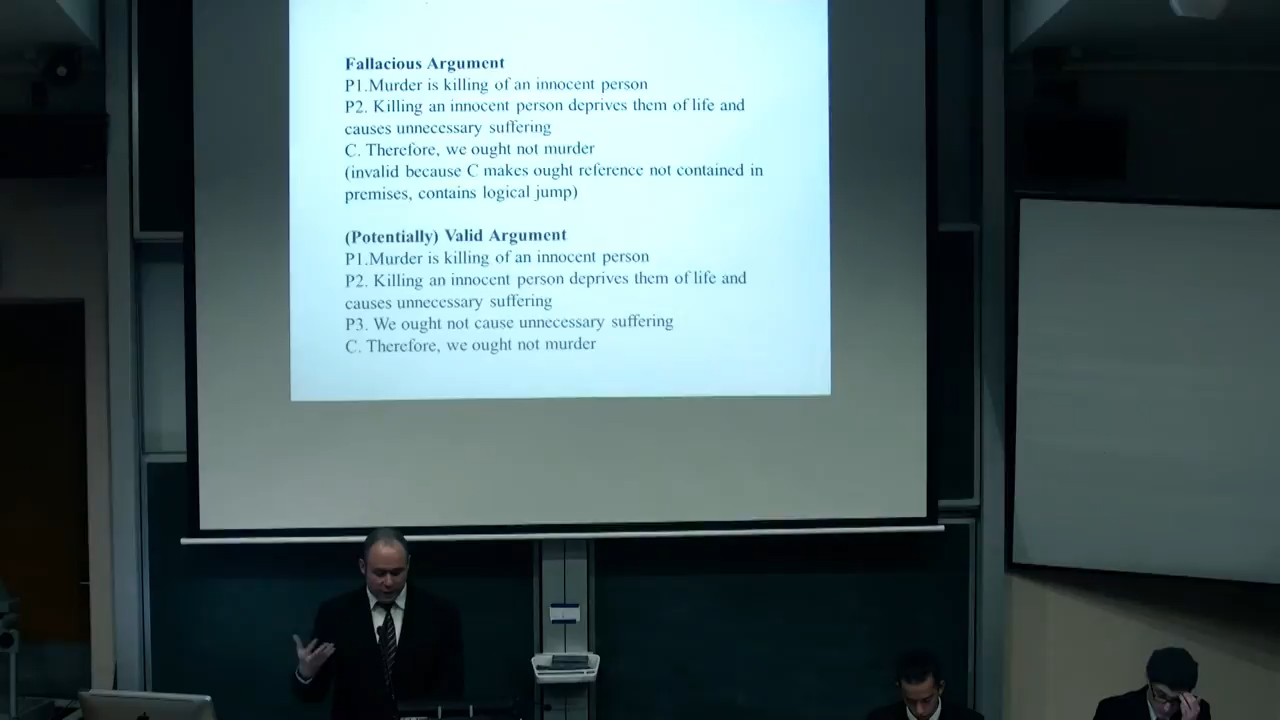 Fallacious Argument
P1.Murder is killing of an innocent person
P2. Killing an innocent person deprives them of life and
causes unnecessary suffering
C. Therefore, we ought not murder
(invalid because C makes ought reference not contained in
premises, contains logical jump)
(Potentially) Valid Argument
P1.Murder is killing of an innocent person
P2. Killing an innocent person deprives them of life and
causes unnecessary suffering
P3. We ought not cause unnecessary suffering
C. Therefore, we ought not murder